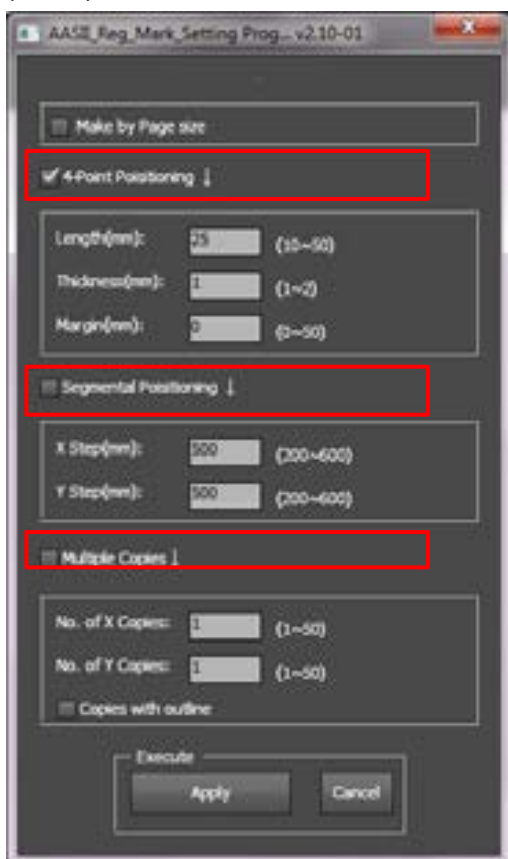 AASII_Reg_Mark_Setting Prog... v2.10-01
Make by Page size
4-Point Poisitioning ↓
Length(mm): 25 (10~50)
Thickness(mm): 1 (1~2)
Margin(mm): 0 (0~50)
Segmental Poisitioning ↓
X Step(mm): 500 (200~600)
Y Step(mm): 500 (200~600)
Multiple Copies ↓
No. of X Copies: 1 (1~50)
No. of Y Copies: 1 (1~50)
Copies with outline
Execute
Apply Cancel